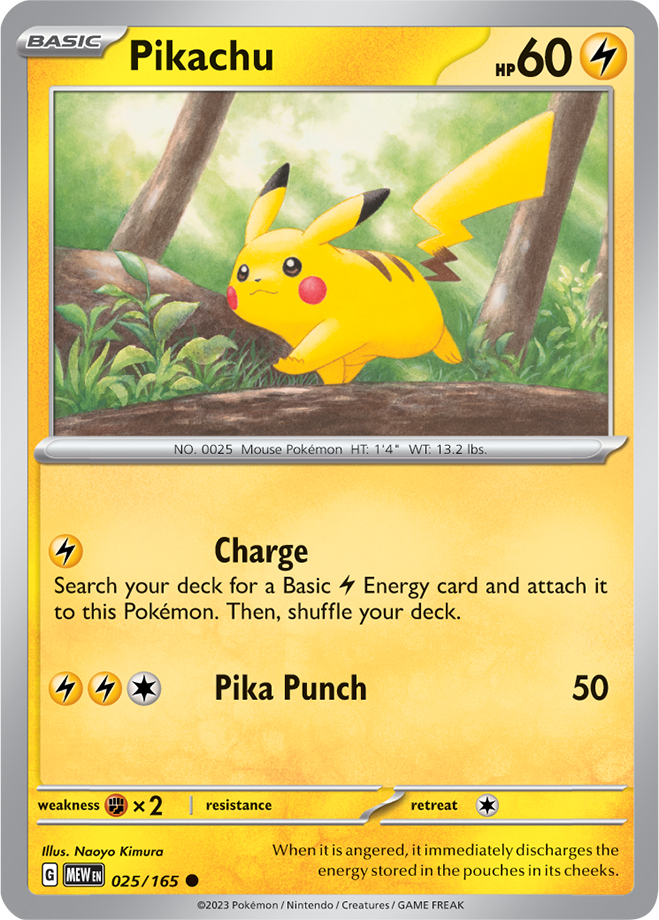 BASIC
Pikachu
HP60
NO. 0025 Mouse Pokémon HT: 1'4" WT: 13.2 lbs.
Charge
Search your deck for a Basic Energy card and attach it
to this Pokémon. Then, shuffle your deck.
Pika Punch 50
weakness ×2 resistance retreat
Illus. Naoyo Kimura
G MEW EN 025/165
When it is angered, it immediately discharges the
energy stored in the pouches in its cheeks.
©2023 Pokémon / Nintendo / Creatures / GAME FREAK